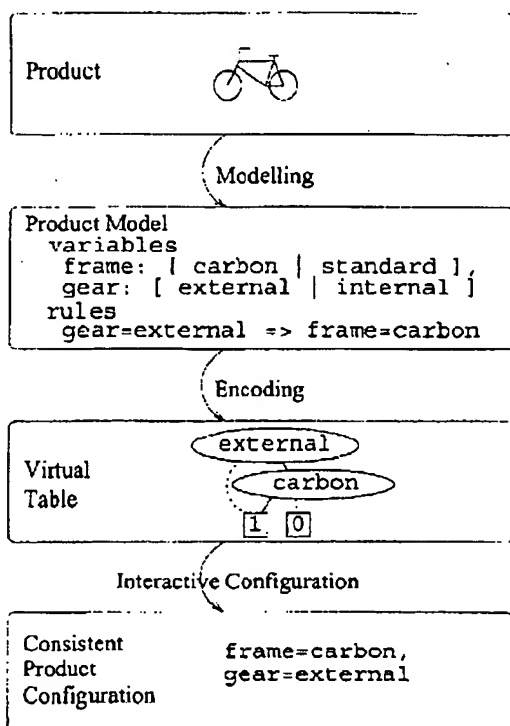 Product
Modelling
Product Model
variables
frame: [ carbon | standard ],
gear: [ external | internal ]
rules
gear=external => frame=carbon
Encoding
Virtual
Table
external
carbon
1 0
Interactive Configuration
Consistent
Product
Configuration
frame=carbon,
gear=external